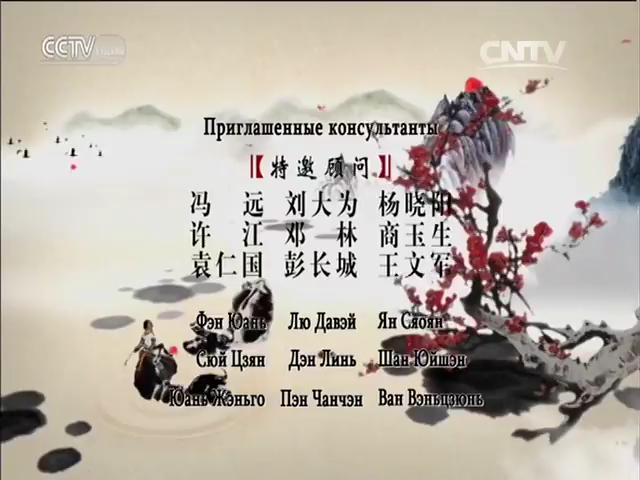 CCTV
CNTV
Приглашенные консультанты
【特邀顾问】
冯 远 刘大为 杨晓阳
许 江 邓 林 商玉生
袁仁国 彭长城 王文军
Фэн Юань Лю Давэй Ян Сяоян
Сюй Цзян Дэн Линь Шан Юйшэн
Юань Жэньго Пэн Чанчэн Ван Вэньцзюнь